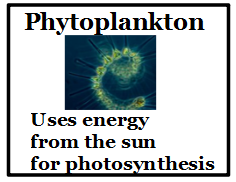 Phytoplankton
Uses energy
from the sun
for photosynthesis